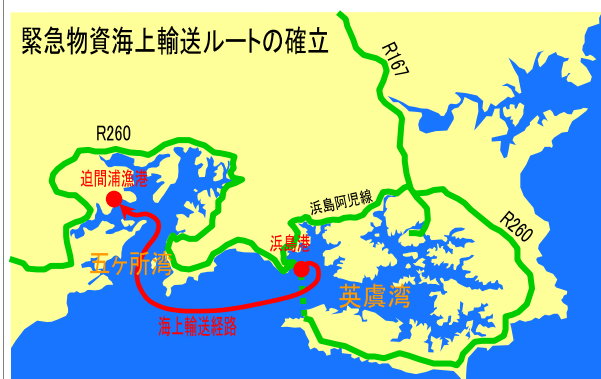 緊急物資海上輸送ルートの確立
R167
R260
迫間浦漁港
浜島阿児線
R260
浜島港
五ヶ所湾
英虞湾
海上輸送経路